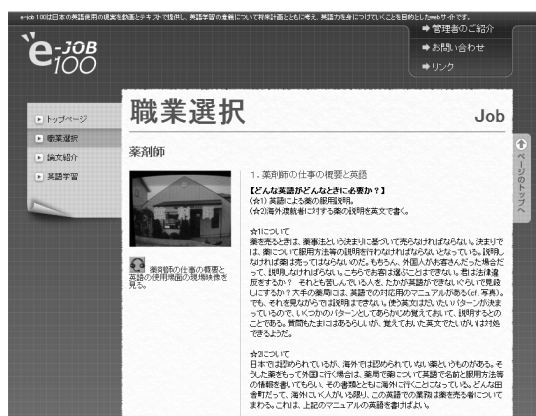 e-job 100は日本の英語使用の現実を動画とテキストで提供し、英語学習の意義について将来計画とともに考え、英語力を身につけていくことを目的としたwebサイトです。
e-JOB 100
管理者のご紹介
お問い合わせ
リンク
トップページ
職業選択
論文紹介
英語学習
職業選択
Job
ページのトップへ
薬剤師
薬剤師の仕事の概要と
英語の使用場面の現場映像を
見る。
1. 薬剤師の仕事の概要と英語
【どんな英語がどんなときに必要か？】
(☆1) 英語による薬の服用説明。
(☆2)海外渡航者に対する薬の説明を英文で書く。
☆1について
薬を売るときは、薬事法という決まりに基づいて売らなければならない。決まりで
は、薬について服用方法等の説明を行わなければならないとなっている。説明し
なければ薬は売ってはならないのだ。もちろん、外国人がお客さんだった場合だ
って、説明しなければならない。こちらでお客は選ぶことはできない。君は法律違
反をするか？ それとも苦しんでいる人を、たかが英語ができないくらいで見殺
しにするか？大手の薬局には、英語での対応用のマニュアルがある(cf. 写真)。
でも、それを見ながらでは説明はできない。使う英文はだいたいパターンが決ま
っているので、いくつかのパターンとしてあらかじめ覚えておいて、説明するとの
ことである。質問もたまにはあるらしいが、覚えておいた英文でたいがいは対処
できるようだ。
☆2について
日本では認められているが、海外では認められていない薬というものがある。そ
うした薬をもって外国に行く場合は、薬局で薬について英語で名前と服用方法等
の情報を書いてもらい、その書類とともに海外に行くことになっている。どんな田
舎町だって、海外にいく人がいる限り、この英語での業務は薬を売る者について
まわる。これは、上記のマニュアルの英語を書けばよい。